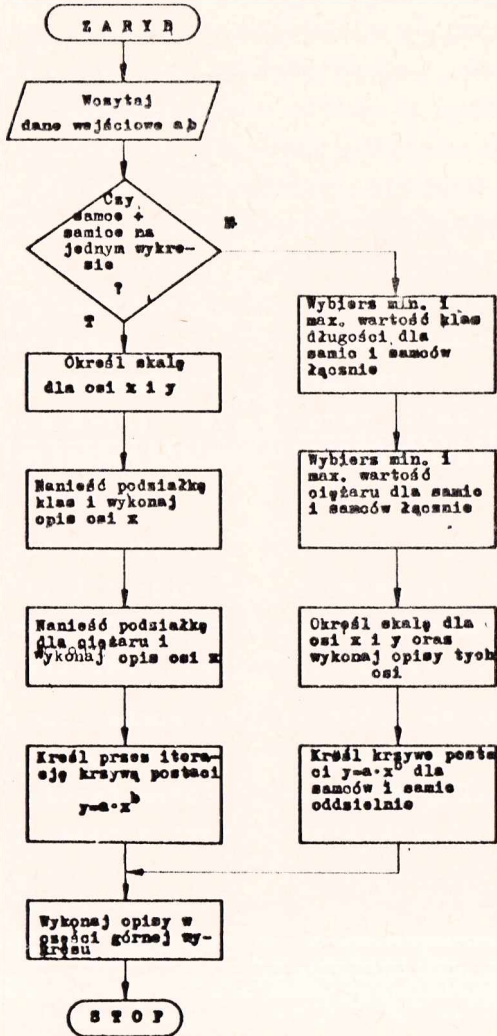 Z A R Y B
Wczytaj
dane wejściowe a,b
Czy
samce +
samice na
jednym wykre-
sie
?
N
T
Określ skalę
dla osi x i y
Nanieść podziałkę
klas i wykonaj
opis osi x
Nanieść podziałkę
dla ciężaru i
wykonaj opis osi x
Kreśl przez itera-
cję krzywą postaci
y=a·x^b
Wybierz min. i
max. wartość klas
długości dla
samic i samców
łącznie
Wybierz min. i
max. wartość
ciężaru dla samic
i samców łącznie
Określ skalę dla
osi x i y oraz
wykonaj opisy tych
osi
Kreśl krzywe posta
ci y=a·x^b dla
samców i samic
oddzielnie
Wykonaj opisy w
części górnej wy-
kresu
S T O P